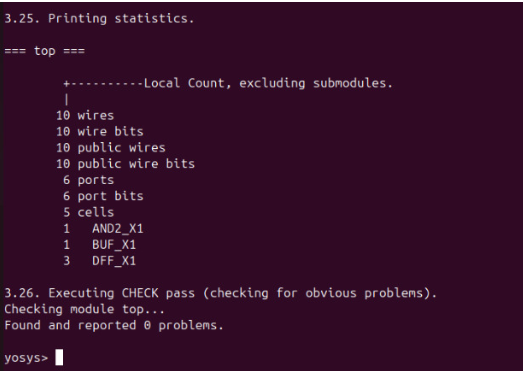 3.25. Printing statistics.
=== top ===
+----------Local Count, excluding submodules.
|
10 wires
10 wire bits
10 public wires
10 public wire bits
6 ports
6 port bits
5 cells
1   AND2_X1
1   BUF_X1
3   DFF_X1
3.26. Executing CHECK pass (checking for obvious problems).
Checking module top...
Found and reported 0 problems.
yosys>